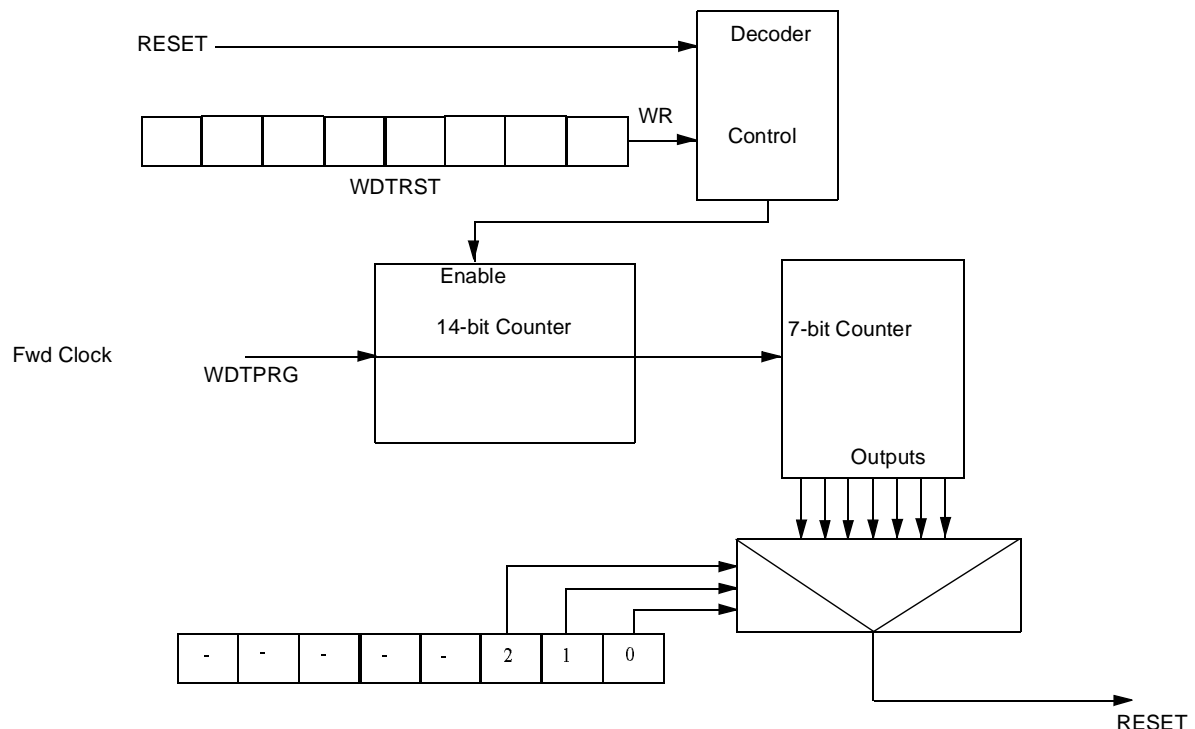 Decoder
RESET
WR
Control
WDTRST
Enable
14-bit Counter
7-bit Counter
Fwd Clock
WDTPRG
Outputs
- - - - - 2 1 0
RESET